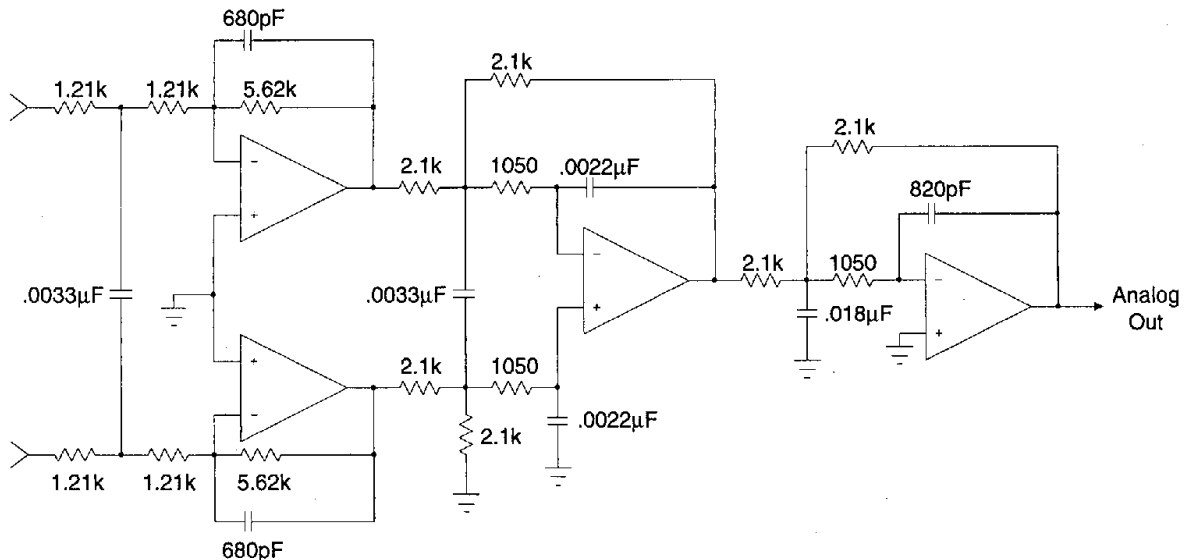 680pF
2.1k
1.21k 1.21k 5.62k
2.1k
2.1k 1050 .0022µF
820pF
−
+
−
2.1k 1050
−
.0033µF .0033µF
+
.018µF
+
Analog
Out
+
−
2.1k 1050
.0022µF
2.1k
1.21k 1.21k 5.62k
680pF